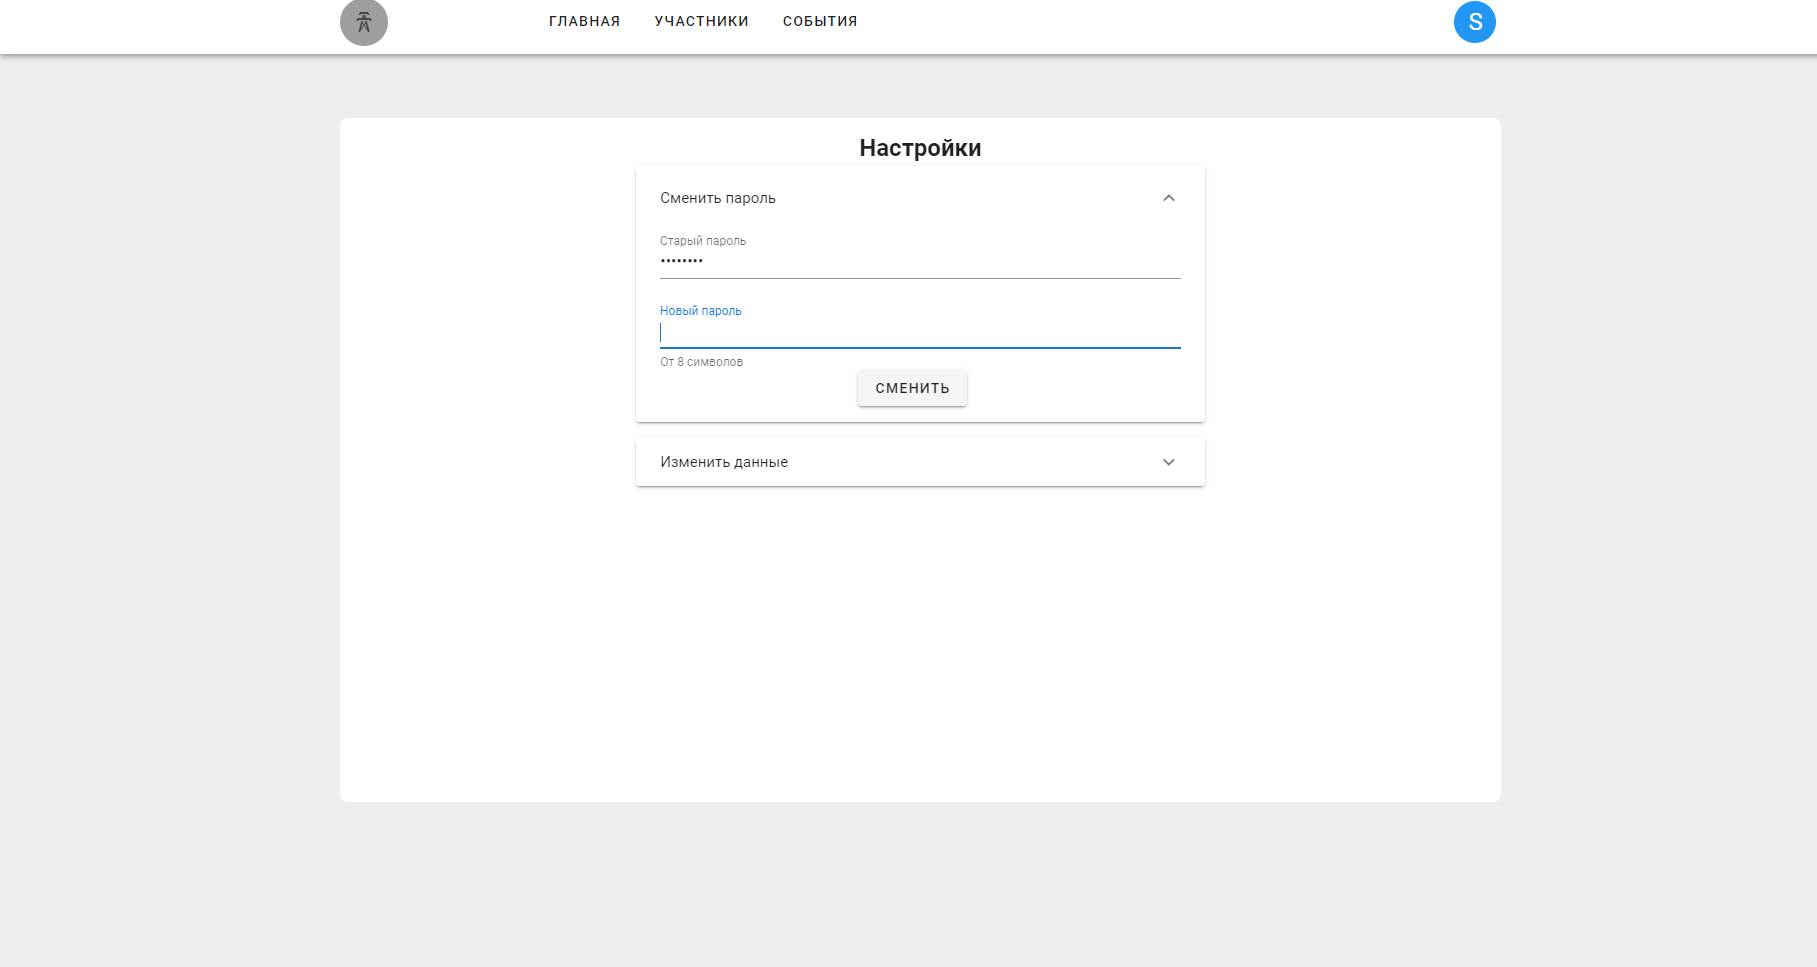 ГЛАВНАЯ УЧАСТНИКИ СОБЫТИЯ S
Настройки
Сменить пароль
Старый пароль
••••••••
Новый пароль
От 8 символов
СМЕНИТЬ
Изменить данные